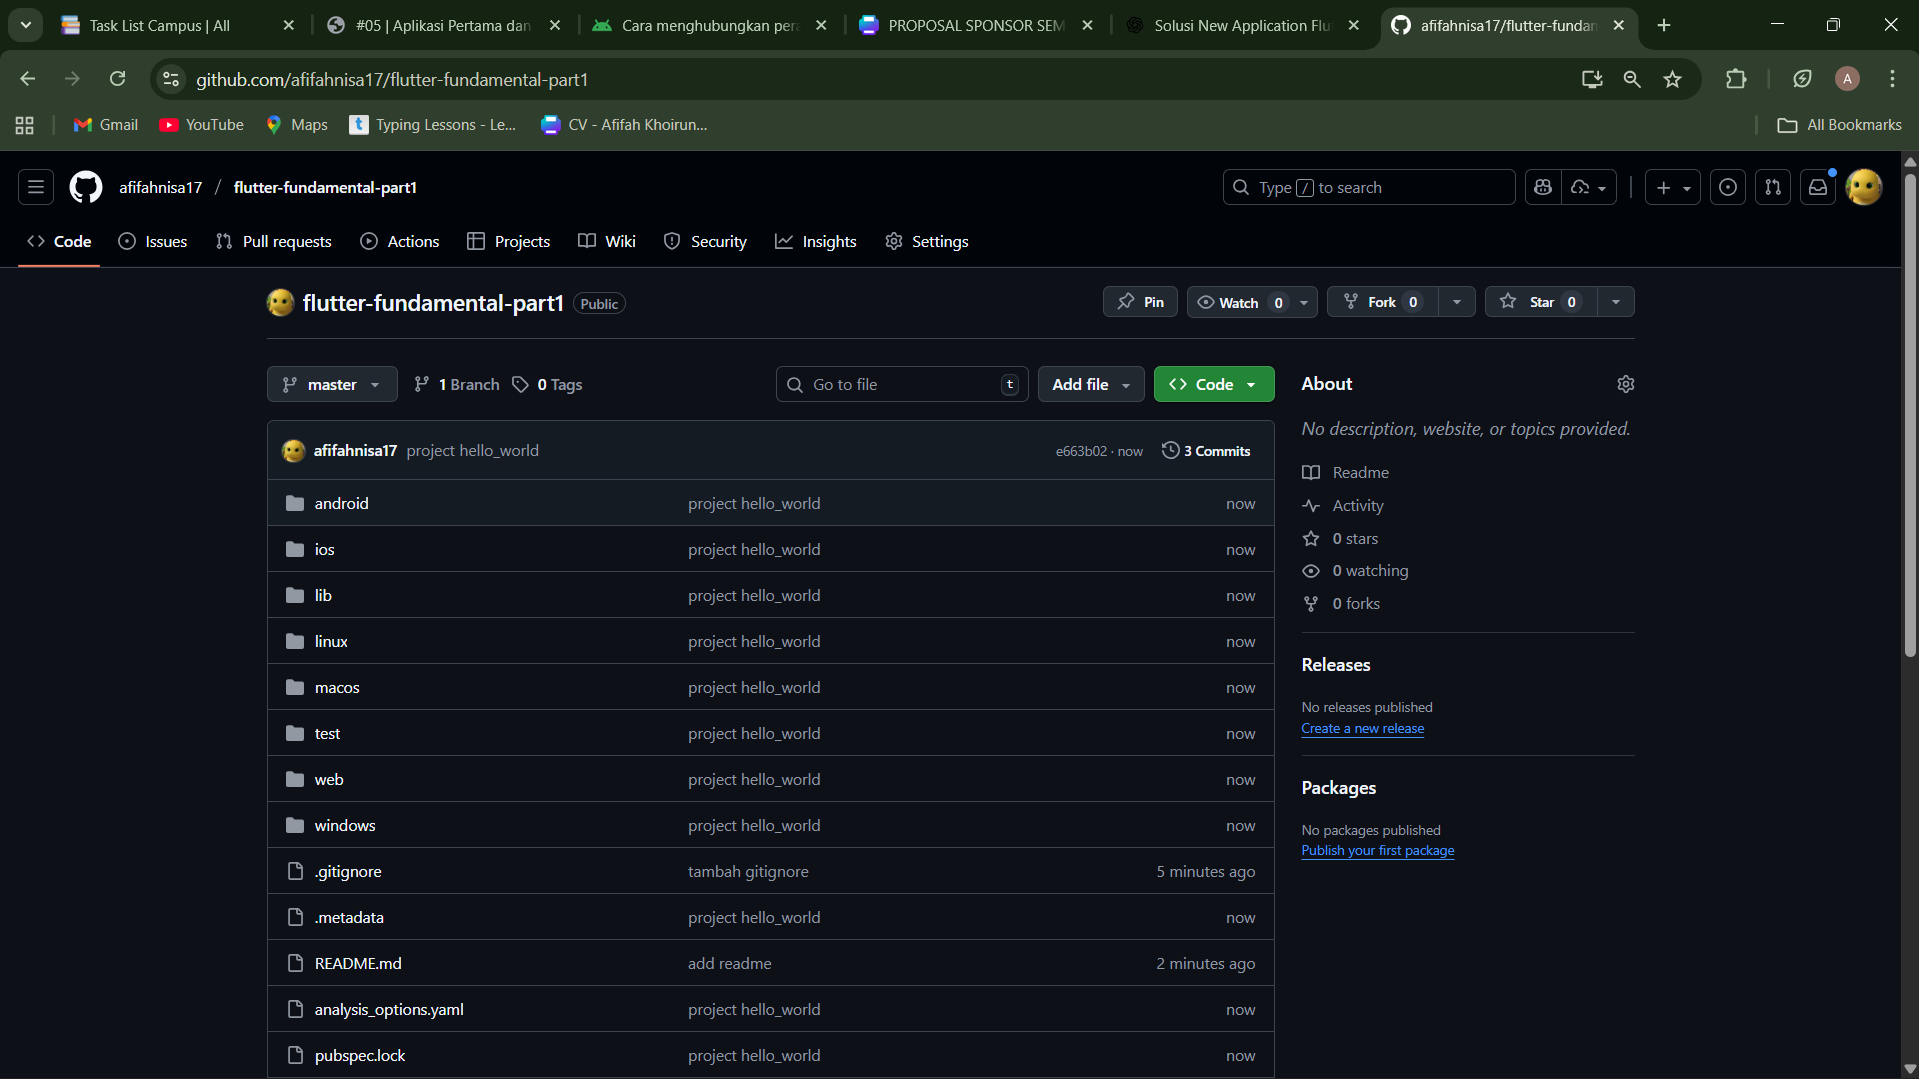 Task List Campus | All
#05 | Aplikasi Pertama dan
Cara menghubungkan pera
PROPOSAL SPONSOR SEM
Solusi New Application Flu
afifahnisa17/flutter-fundam
github.com/afifahnisa17/flutter-fundamental-part1
A
Gmail
YouTube
Maps
t
Typing Lessons - Le...
CV - Afifah Khoirun...
All Bookmarks
afifahnisa17 / flutter-fundamental-part1
Type / to search
Code
Issues
Pull requests
Actions
Projects
Wiki
Security
Insights
Settings
flutter-fundamental-part1 Public
Pin
Watch 0
Fork 0
Star 0
master
1 Branch
0 Tags
Go to file t
Add file
Code
afifahnisa17 project hello_world e663b02 · now 3 Commits
android project hello_world now
ios project hello_world now
lib project hello_world now
linux project hello_world now
macos project hello_world now
test project hello_world now
web project hello_world now
windows project hello_world now
.gitignore tambah gitignore 5 minutes ago
.metadata project hello_world now
README.md add readme 2 minutes ago
analysis_options.yaml project hello_world now
pubspec.lock project hello_world now
About
No description, website, or topics provided.
Readme
Activity
0 stars
0 watching
0 forks
Releases
No releases published
Create a new release
Packages
No packages published
Publish your first package